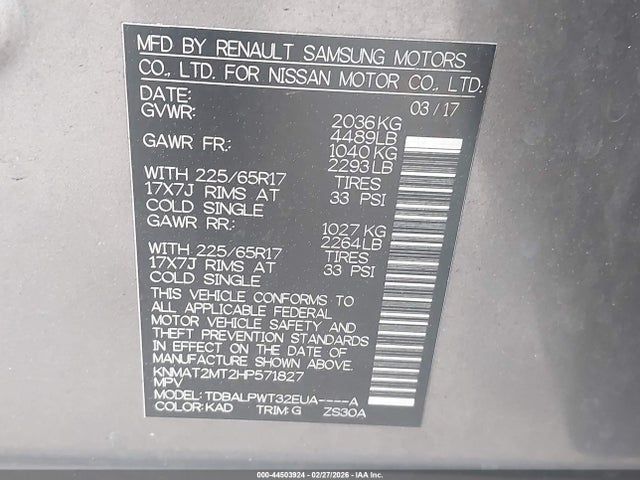 MFD BY RENAULT SAMSUNG MOTORS
CO., LTD. FOR NISSAN MOTOR CO., LTD.
DATE: 03/17
GVWR: 2036KG
4489LB
GAWR FR: 1040 KG
2293LB
WITH 225/65R17 TIRES
17X7J RIMS AT 33 PSI
COLD SINGLE
GAWR RR: 1027 KG
2264LB
WITH 225/65R17 TIRES
17X7J RIMS AT 33 PSI
COLD SINGLE
THIS VEHICLE CONFORMS TO
ALL APPLICABLE FEDERAL
MOTOR VEHICLE SAFETY AND
THEFT PREVENTION STANDARDS
IN EFFECT ON THE DATE OF
MANUFACTURE SHOWN ABOVE.
KNMAT2MT2HP571827
MPV
MODEL: TDBALPWT32EUA----A
COLOR: KAD TRIM: G ZS30A
000-44503924 - 02/27/2026 - IAA Inc.